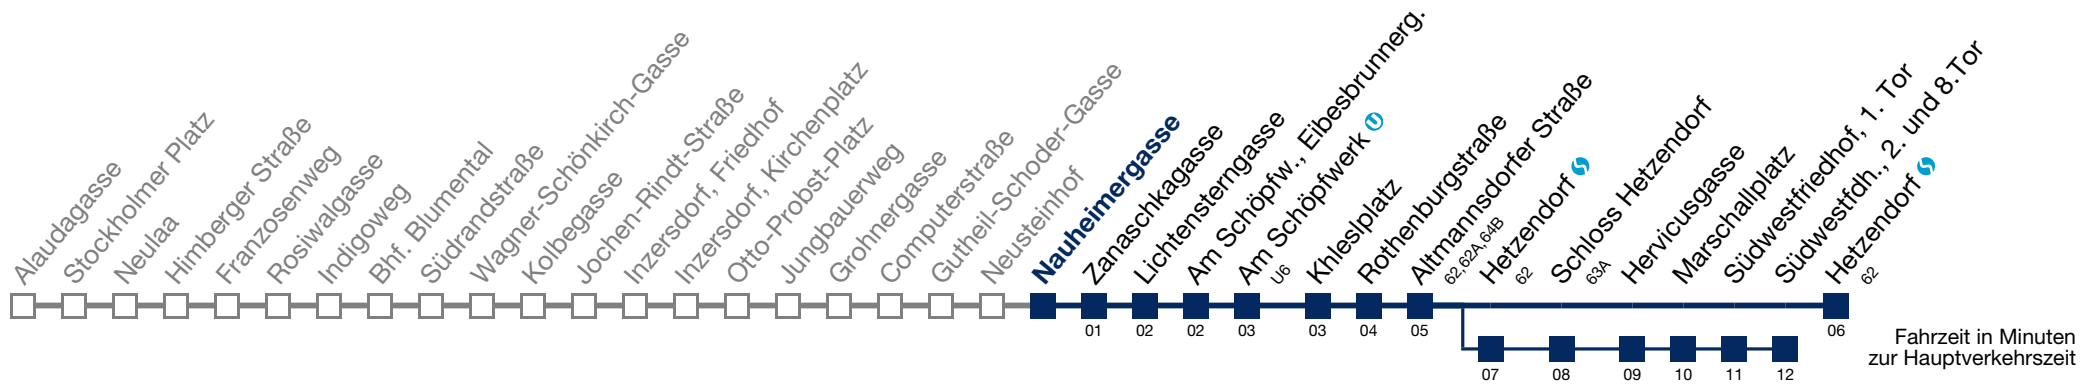 Alaudagasse
Stockholmer Platz
Neulaa
Himberger Straße
Franzosenweg
Rosiwalgasse
Indigoweg
Bhf. Blumental
Südrandstraße
Wagner-Schönkirch-Gasse
Kolbegasse
Jochen-Rindt-Straße
Inzersdorf, Friedhof
Inzersdorf, Kirchenplatz
Otto-Probst-Platz
Jungbauerweg
Grohnergasse
Computerstraße
Gutheil-Schoder-Gasse
Neusteinhof
Nauheimergasse
Zanaschkagasse
Lichtensterngasse
Am Schöpfw., Eibesbrunnerg.
Am Schöpfwerk U
U6
Khleslplatz
Rothenburgstraße
Altmannsdorfer Straße
62,62A,64B
Hetzendorf S
62
Schloss Hetzendorf
63A
Hervicusgasse
Marschallplatz
Südwestfriedhof, 1. Tor
Südwestfdh., 2. und 8.Tor
Hetzendorf S
62
01 02 02 03 03 04 05 06
07 08 09 10 11 12
Fahrzeit in Minuten
zur Hauptverkehrszeit